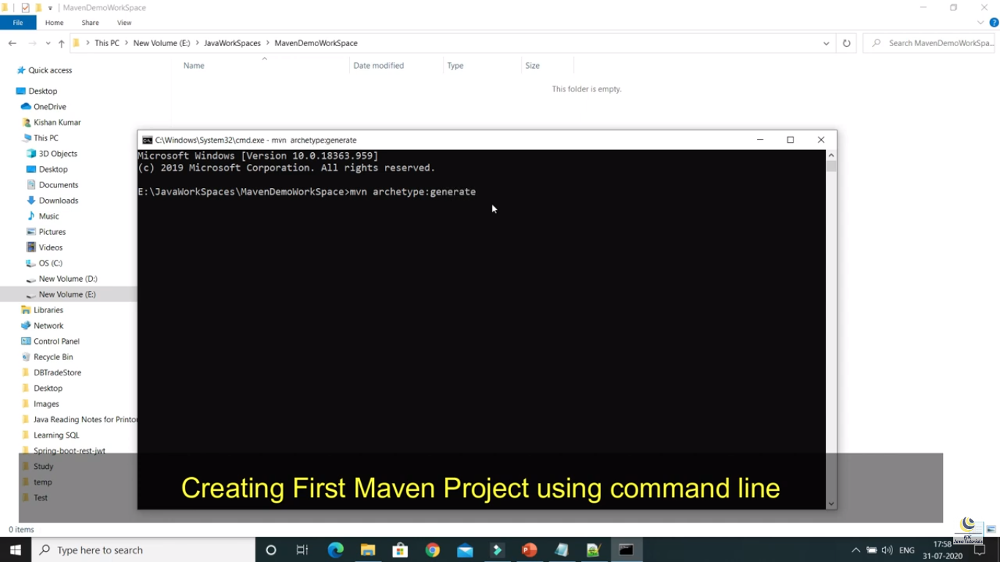 MavenDemoWorkSpace
File Home Share View
This PC New Volume (E:) JavaWorkSpaces MavenDemoWorkSpace
Search MavenDemoWorkSpa...
Name Date modified Type Size
This folder is empty.
Quick access
Desktop
OneDrive
Kishan Kumar
This PC
3D Objects
Desktop
Documents
Downloads
Music
Pictures
Videos
OS (C:)
New Volume (D:)
New Volume (E:)
Libraries
Network
Control Panel
Recycle Bin
DBTradeStore
Desktop
Images
Java Reading Notes for Printo
Learning SQL
Spring-boot-rest-jwt
Study
temp
Test
C:\Windows\System32\cmd.exe - mvn archetype:generate
Microsoft Windows [Version 10.0.18363.959]
(c) 2019 Microsoft Corporation. All rights reserved.
E:\JavaWorkSpaces\MavenDemoWorkSpace>mvn archetype:generate
Creating First Maven Project using command line
0 items
KK
JavaTutorials
Type here to search
ENG
17:58
31-07-2020